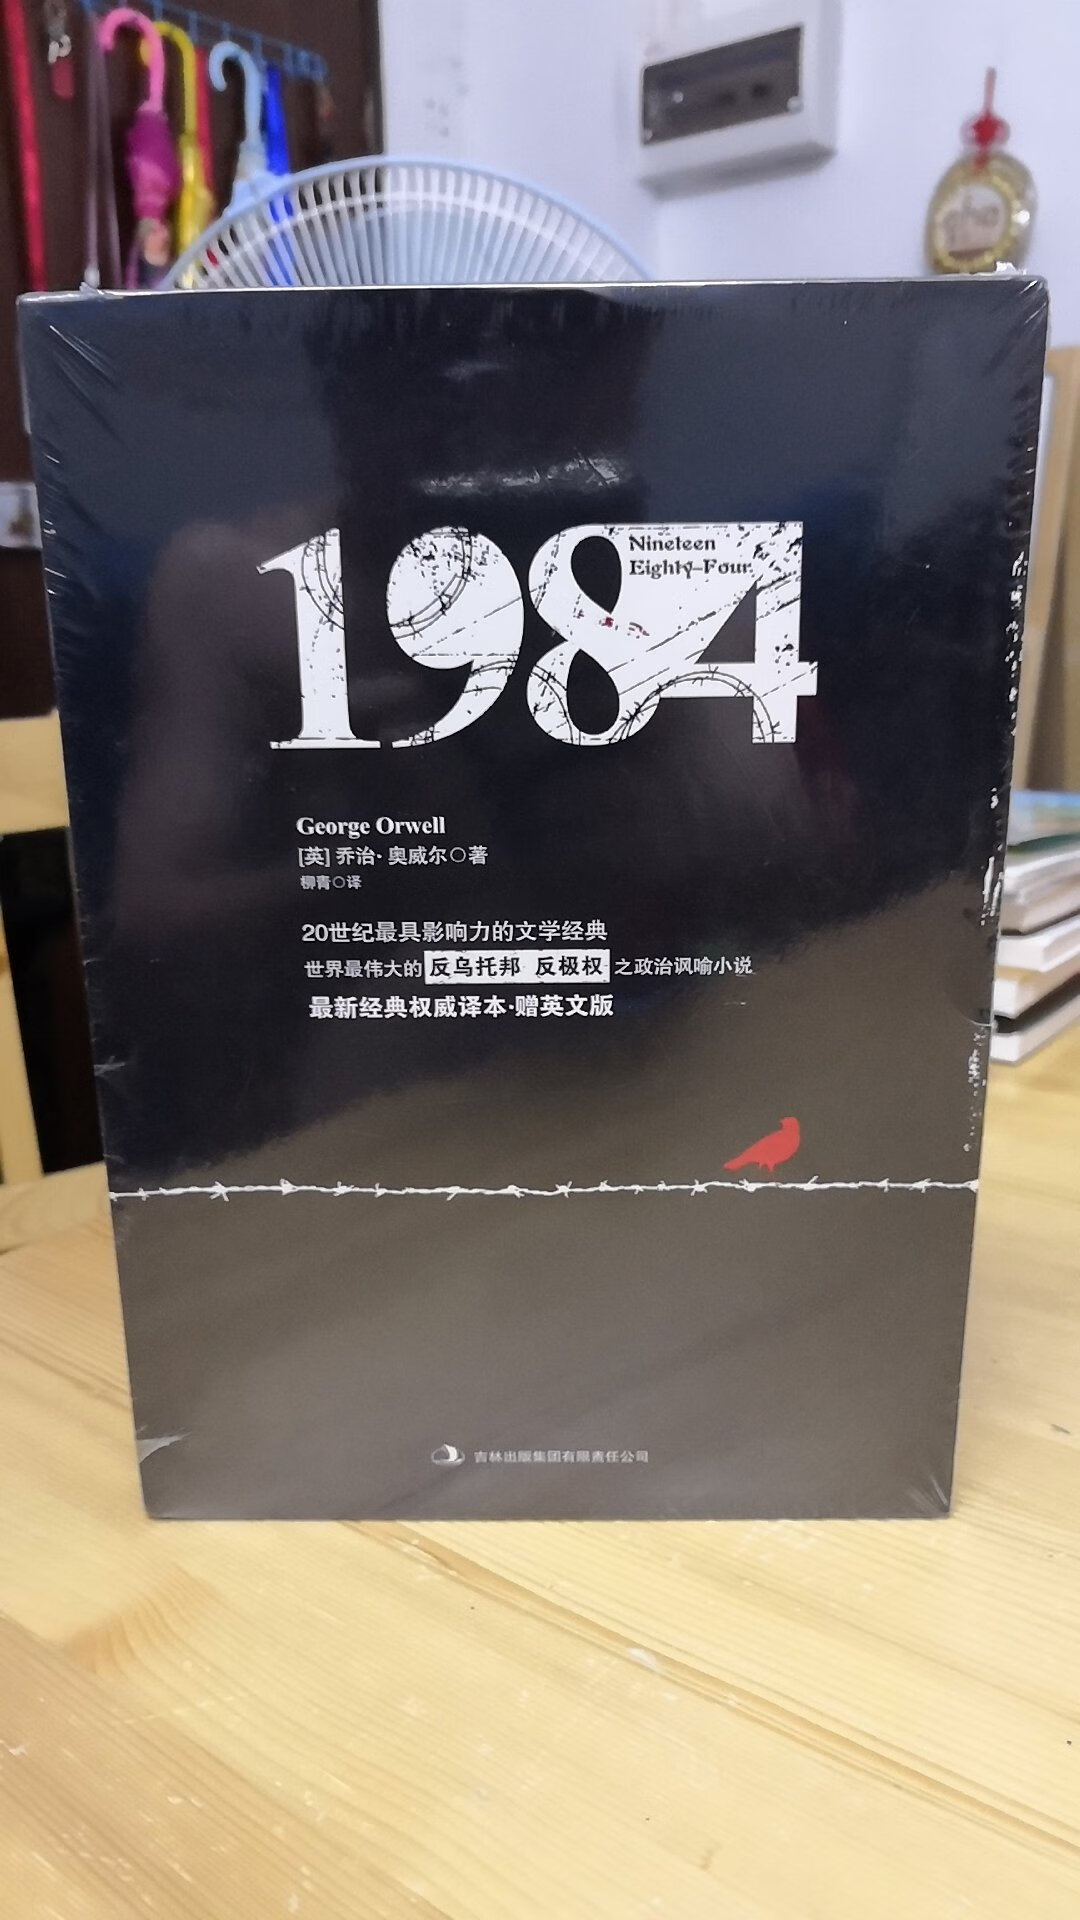 1984
Nineteen
Eighty-Four
George Orwell
[英] 乔治·奥威尔○著
柳青○译
20世纪最具影响力的文学经典
世界最伟大的 反乌托邦 反极权 之政治讽喻小说
最新经典权威译本·赠英文版
吉林出版集团有限责任公司